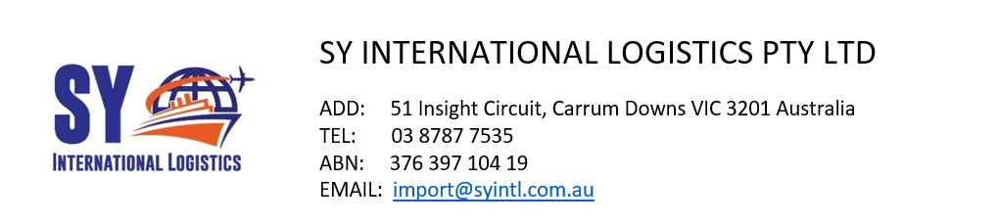 SY
INTERNATIONAL LOGISTICS
SY INTERNATIONAL LOGISTICS PTY LTD
ADD: 51 Insight Circuit, Carrum Downs VIC 3201 Australia
TEL: 03 8787 7535
ABN: 376 397 104 19
EMAIL: import@syintl.com.au